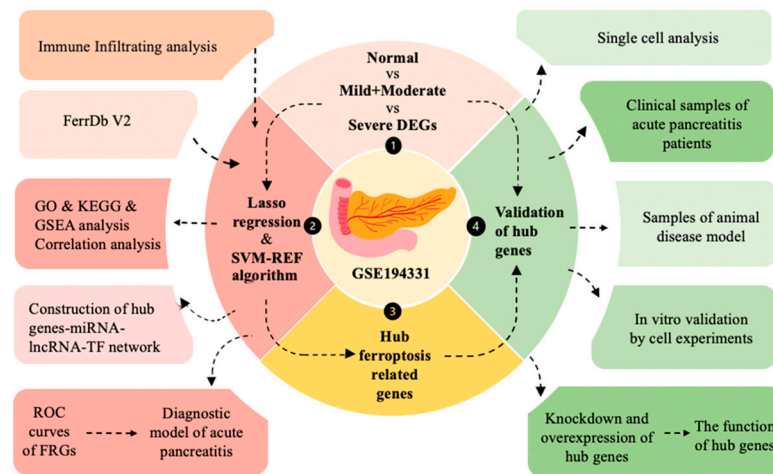 Immune Infiltrating analysis
FerrDb V2
GO & KEGG &
GSEA analysis
Correlation analysis
Construction of hub
genes-miRNA-
lncRNA-TF network
ROC
curves
of FRGs
Diagnostic
model of acute
pancreatitis
Normal
vs
Mild+Moderate
vs
Severe DEGs
1
Lasso
regression
&
SVM-REF
algorithm
2
GSE194331
3
Hub
ferroptosis
related
genes
4
Validation
of hub
genes
Single cell analysis
Clinical samples of
acute pancreatitis
patients
Samples of animal
disease model
In vitro validation
by cell experiments
Knockdown and
overexpression of
hub genes
The function
of hub genes